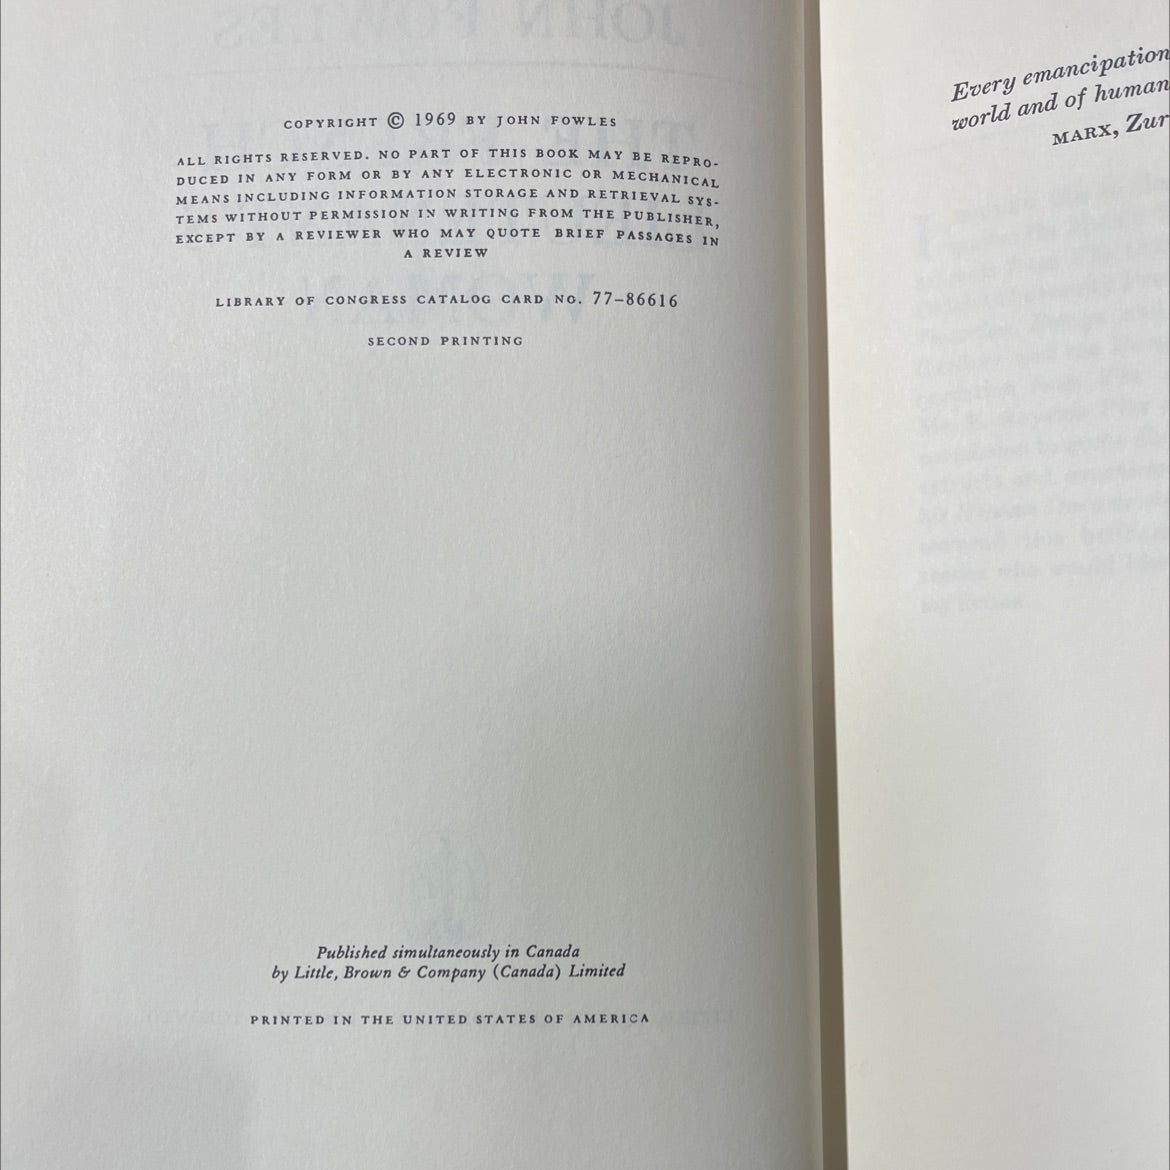 JOHN FOWLES
COPYRIGHT © 1969 BY JOHN FOWLES
ALL RIGHTS RESERVED. NO PART OF THIS BOOK MAY BE REPRO-
DUCED IN ANY FORM OR BY ANY ELECTRONIC OR MECHANICAL
MEANS INCLUDING INFORMATION STORAGE AND RETRIEVAL SYS-
TEMS WITHOUT PERMISSION IN WRITING FROM THE PUBLISHER,
EXCEPT BY A REVIEWER WHO MAY QUOTE BRIEF PASSAGES IN
A REVIEW
WOMAN
LIBRARY OF CONGRESS CATALOG CARD NO. 77–86616
SECOND PRINTING
Published simultaneously in Canada
by Little, Brown & Company (Canada) Limited
PRINTED IN THE UNITED STATES OF AMERICA
Every emancipation
world and of human
MARX, Zur